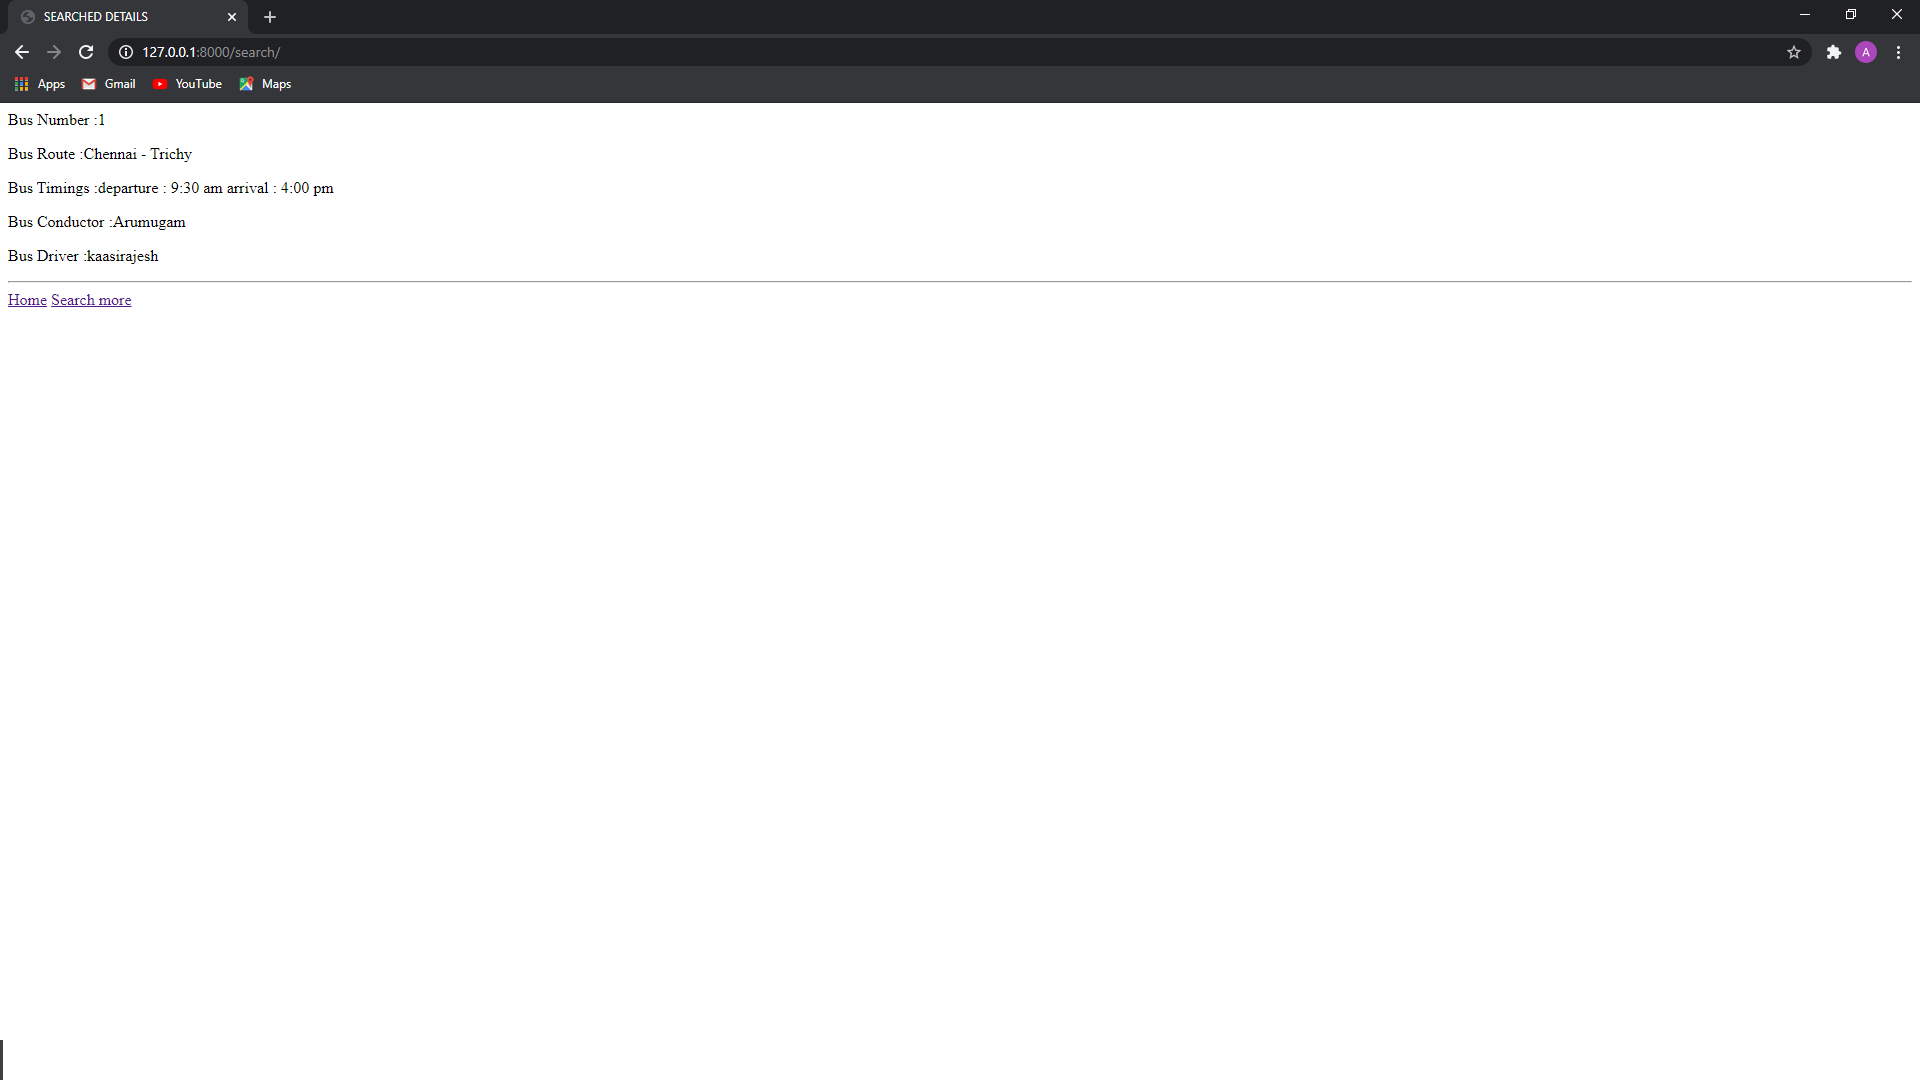 SEARCHED DETAILS
127.0.0.1:8000/search/
A
Apps Gmail YouTube Maps
Bus Number :1
Bus Route :Chennai - Trichy
Bus Timings :departure : 9:30 am arrival : 4:00 pm
Bus Conductor :Arumugam
Bus Driver :kaasirajesh
Home Search more